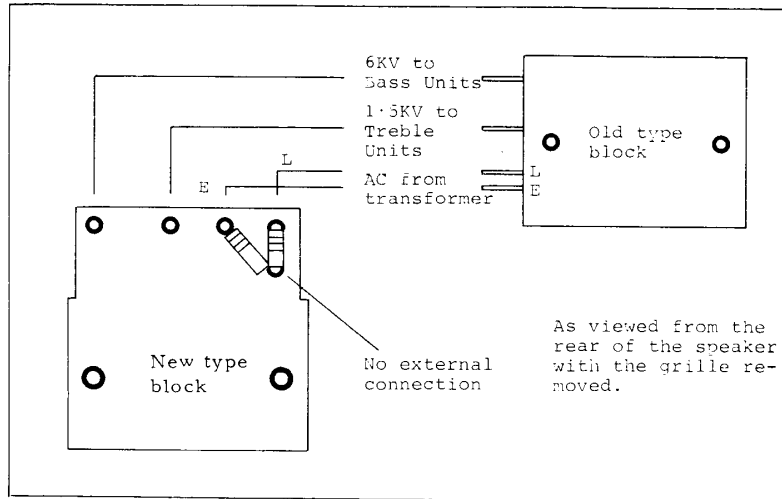 6KV to
Bass Units
1·5KV to
Treble
Units
L
E
AC from
transformer
L
E
Old type
block
New type
block
No external
connection
As viewed from the
rear of the speaker
with the grille re-
moved.